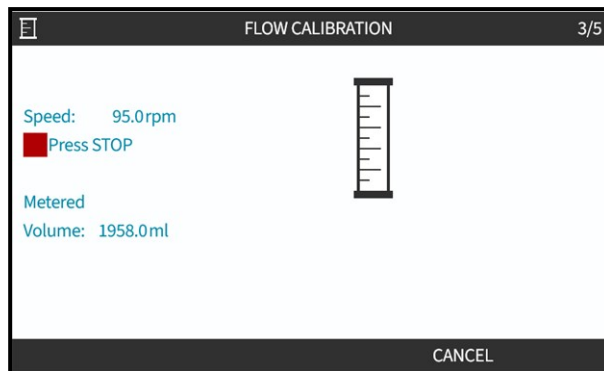 FLOW CALIBRATION 3/5
Speed: 95.0rpm
Press STOP
Metered
Volume: 1958.0ml
CANCEL